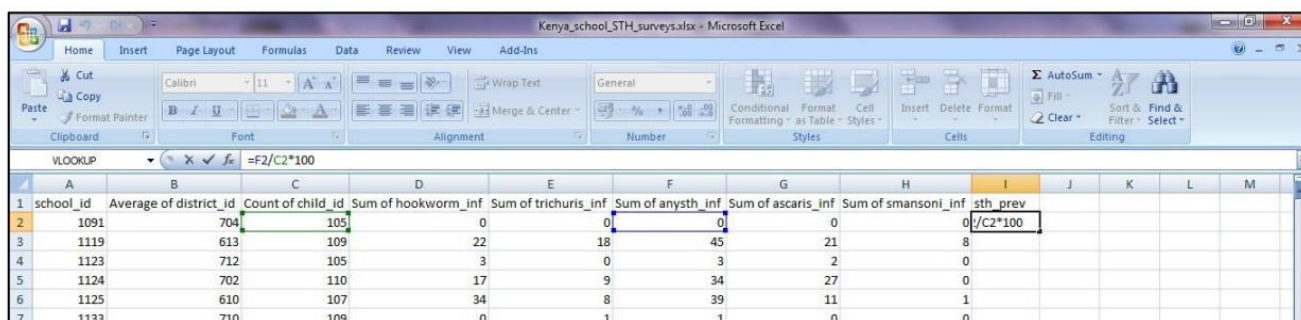 Kenya_school_STH_surveys.xlsx - Microsoft Excel
Home Insert Page Layout Formulas Data Review View Add-Ins
Cut
Copy
Format Painter
Paste
Calibri 11
B I U
Wrap Text
Merge & Center
General
Conditional Formatting
Format as Table
Cell Styles
Insert Delete Format
Σ AutoSum
Fill
Clear
Sort & Filter
Find & Select
Clipboard Font Alignment Number Styles Cells Editing
VLOOKUP fx =F2/C2*100
A B C D E F G H I J K L M
1 school_id Average of district_id Count of child_id Sum of hookworm_inf Sum of trichuris_inf Sum of anysth_inf Sum of ascaris_inf Sum of smansoni_inf sth_prev
2 1091 704 105 0 0 0 0 0 /C2*100
3 1119 613 109 22 18 45 21 8
4 1123 712 105 3 0 3 2 0
5 1124 702 110 17 9 34 27 0
6 1125 610 107 34 8 39 11 1
7 1133 710 109 0 1 1 0 0